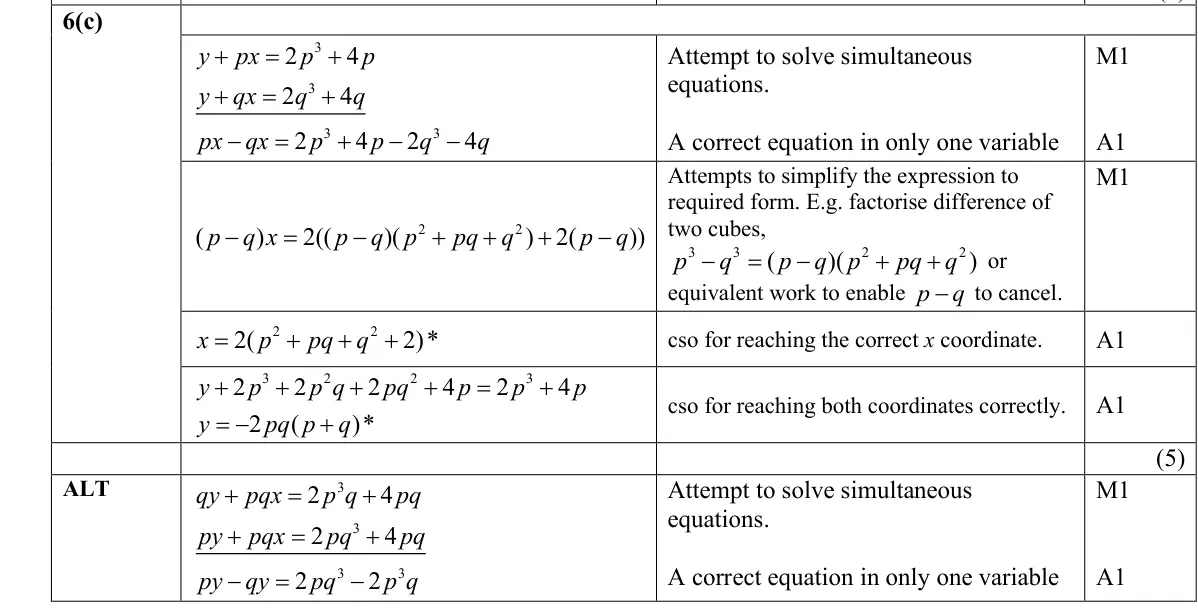 6(c)
y + px = 2p³ + 4p
y + qx = 2q³ + 4q
px − qx = 2p³ + 4p − 2q³ − 4q
Attempt to solve simultaneous
equations.
A correct equation in only one variable
M1
A1
(p − q)x = 2((p − q)(p² + pq + q²) + 2(p − q))
Attempts to simplify the expression to
required form. E.g. factorise difference of
two cubes,
p³ − q³ = (p − q)(p² + pq + q²) or
equivalent work to enable p − q to cancel.
M1
x = 2(p² + pq + q² + 2)*
cso for reaching the correct x coordinate.
A1
y + 2p³ + 2p²q + 2pq² + 4p = 2p³ + 4p
y = −2pq(p + q)*
cso for reaching both coordinates correctly.
A1
(5)
ALT
qy + pqx = 2p³q + 4pq
py + pqx = 2pq³ + 4pq
py − qy = 2pq³ − 2p³q
Attempt to solve simultaneous
equations.
A correct equation in only one variable
M1
A1